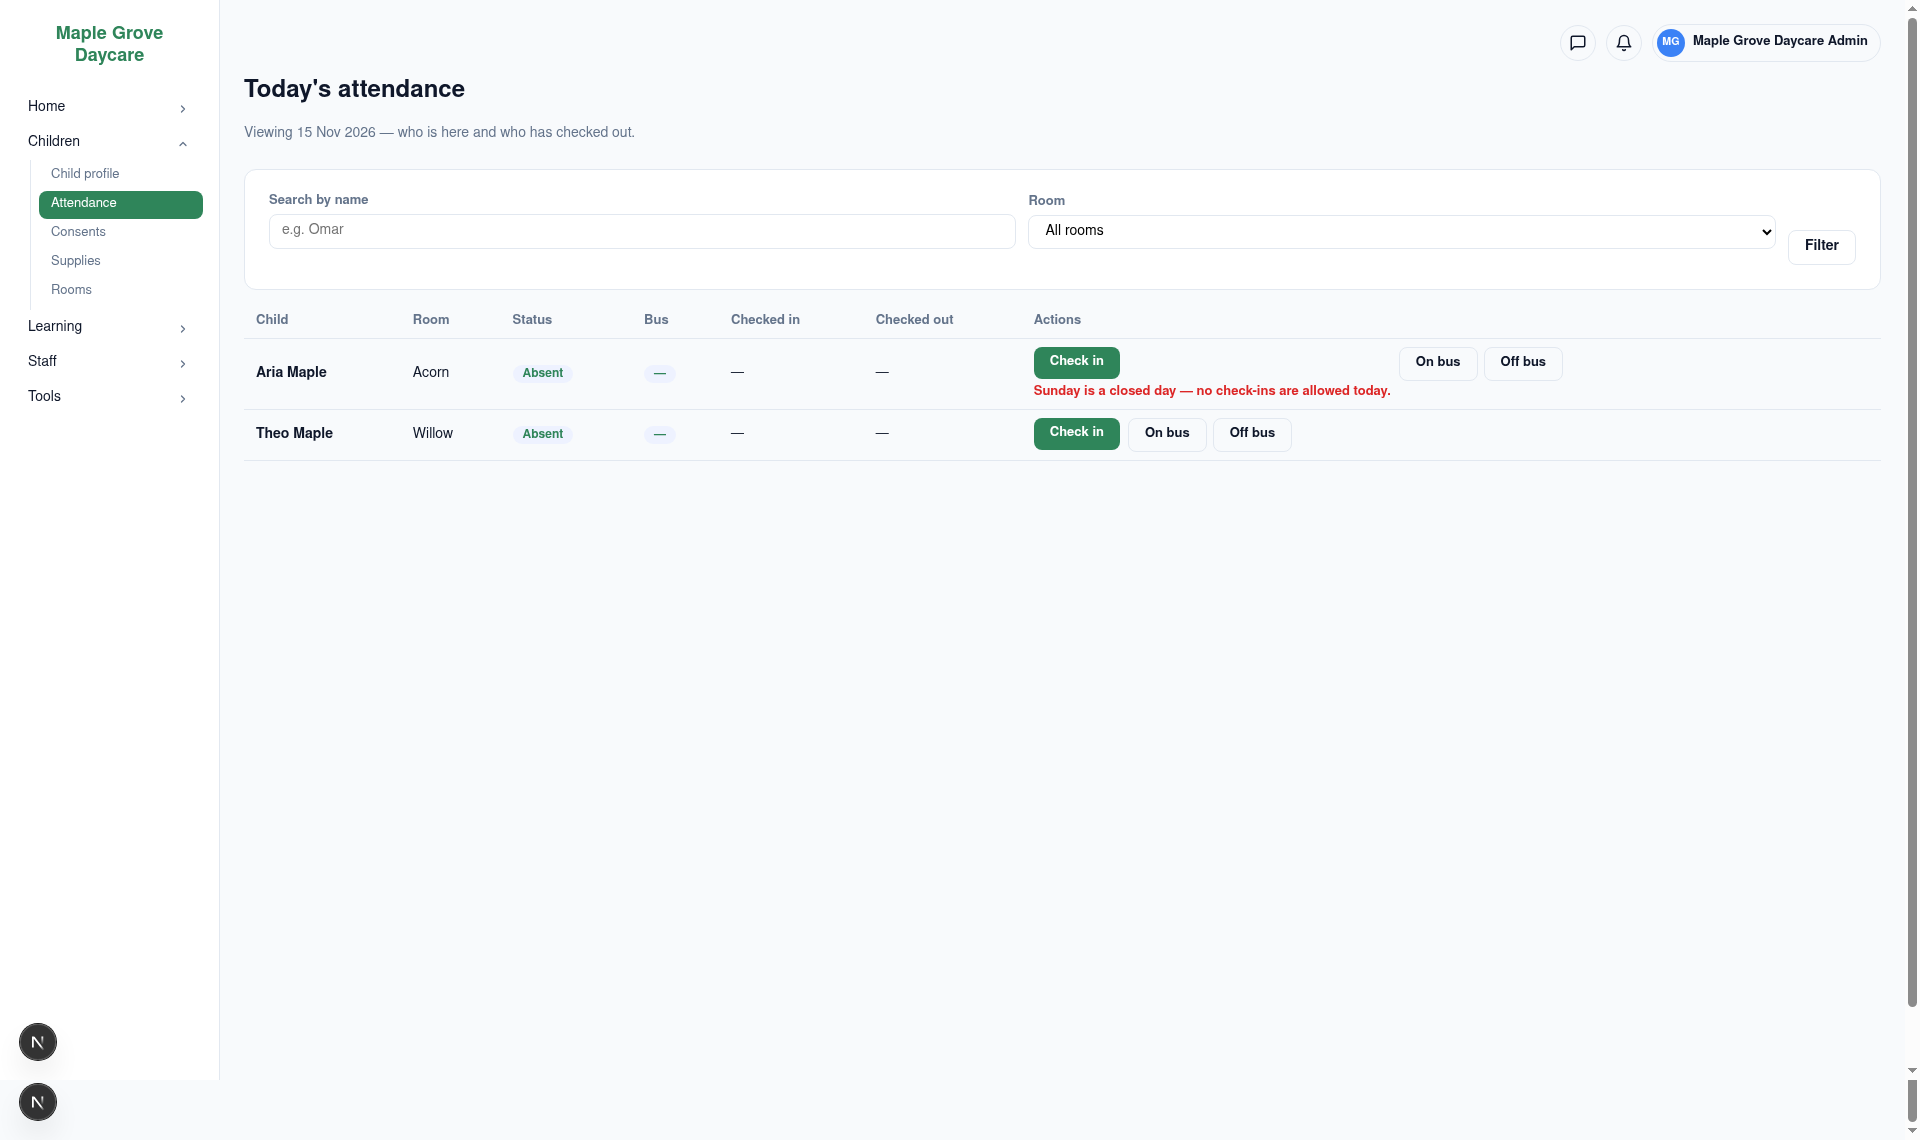 Maple Grove
Daycare
Home
Children
Child profile
Attendance
Consents
Supplies
Rooms
Learning
Staff
Tools
MG Maple Grove Daycare Admin
Today's attendance
Viewing 15 Nov 2026 — who is here and who has checked out.
Search by name
e.g. Omar
Room
All rooms
Filter
Child Room Status Bus Checked in Checked out Actions
Aria Maple Acorn Absent — — — Check in On bus Off bus
Sunday is a closed day — no check-ins are allowed today.
Theo Maple Willow Absent — — — Check in On bus Off bus
N
N